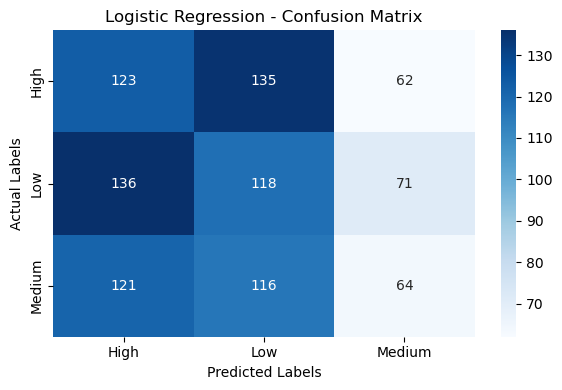 Logistic Regression - Confusion Matrix
High 123 135 62
Low 136 118 71
Medium 121 116 64
High Low Medium
Predicted Labels
Actual Labels
130
120
110
100
90
80
70